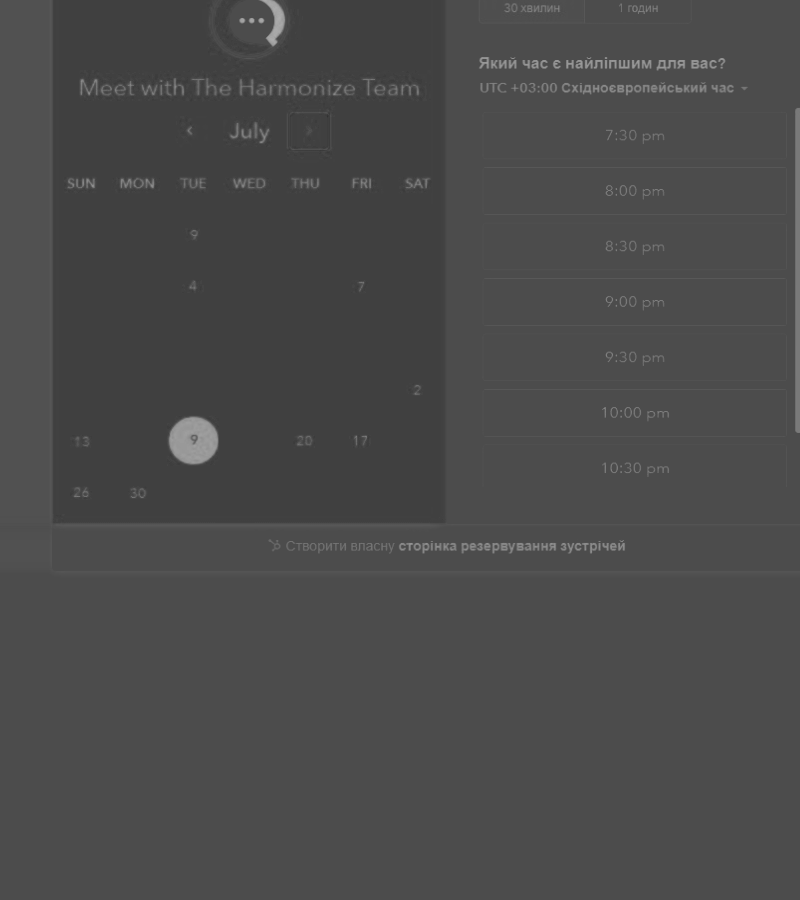 Meet with The Harmonize Team
July
SUN MON TUE WED THU FRI SAT
9
4 7
2
13 9 20 17
26 30
30 хвилин 1 годин
Який час є найліпшим для вас?
UTC +03:00 Східноєвропейський час
7:30 pm
8:00 pm
8:30 pm
9:00 pm
9:30 pm
10:00 pm
10:30 pm
Створити власну сторінка резервування зустрічей